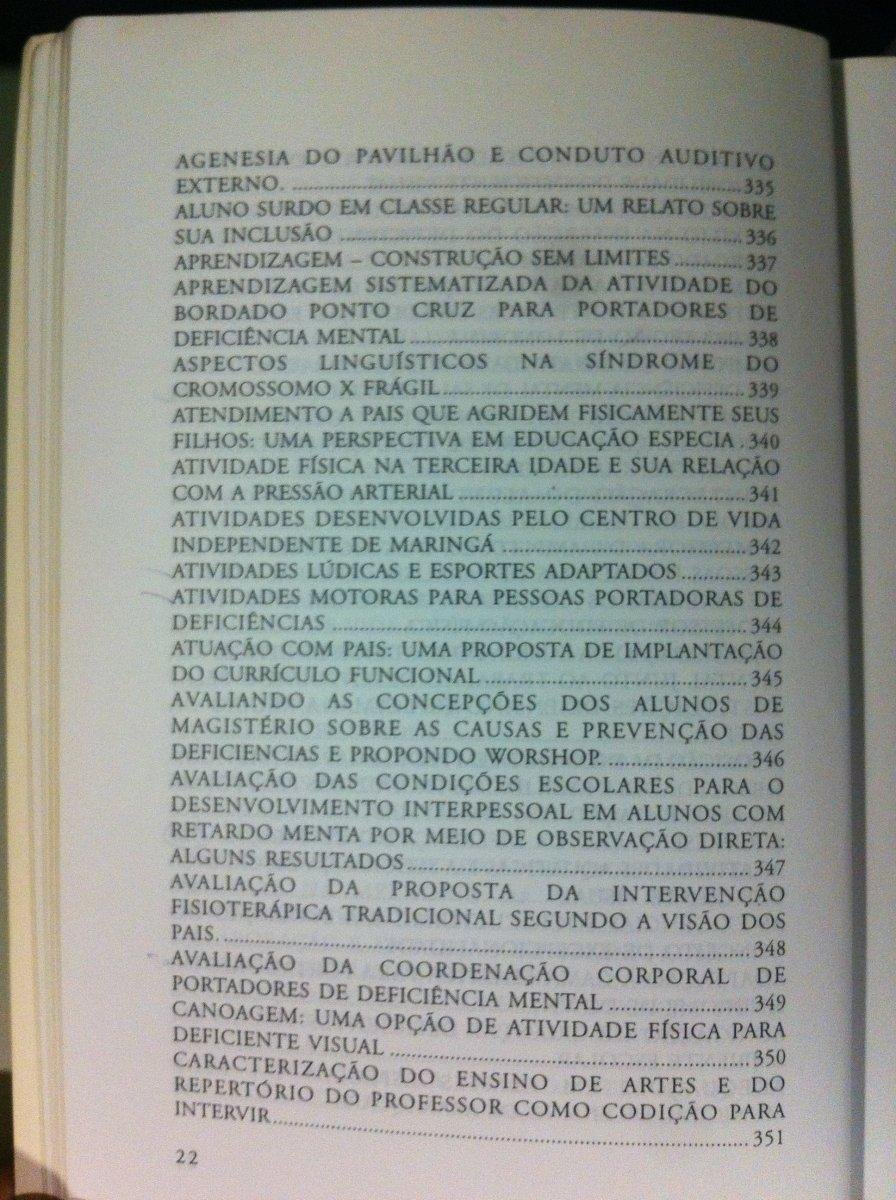 AGENESIA DO PAVILHÃO E CONDUTO AUDITIVO
EXTERNO. ........................................................................335
ALUNO SURDO EM CLASSE REGULAR: UM RELATO SOBRE
SUA INCLUSÃO ................................................................336
APRENDIZAGEM – CONSTRUÇÃO SEM LIMITES ...........337
APRENDIZAGEM SISTEMATIZADA DA ATIVIDADE DO
BORDADO PONTO CRUZ PARA PORTADORES DE
DEFICIÊNCIA MENTAL .....................................................338
ASPECTOS LINGUÍSTICOS NA SÍNDROME DO
CROMOSSOMO X FRÁGIL ................................................339
ATENDIMENTO A PAIS QUE AGRIDEM FISICAMENTE SEUS
FILHOS: UMA PERSPECTIVA EM EDUCAÇÃO ESPECIA .340
ATIVIDADE FÍSICA NA TERCEIRA IDADE E SUA RELAÇÃO
COM A PRESSÃO ARTERIAL ..............................................341
ATIVIDADES DESENVOLVIDAS PELO CENTRO DE VIDA
INDEPENDENTE DE MARINGÁ .......................................342
ATIVIDADES LÚDICAS E ESPORTES ADAPTADOS ...........343
ATIVIDADES MOTORAS PARA PESSOAS PORTADORAS DE
DEFICIÊNCIAS ..................................................................344
ATUAÇÃO COM PAIS: UMA PROPOSTA DE IMPLANTAÇÃO
DO CURRÍCULO FUNCIONAL ..........................................345
AVALIANDO AS CONCEPÇÕES DOS ALUNOS DE
MAGISTÉRIO SOBRE AS CAUSAS E PREVENÇÃO DAS
DEFICIENCIAS E PROPONDO WORSHOP. ......................346
AVALIAÇÃO DAS CONDIÇÕES ESCOLARES PARA O
DESENVOLVIMENTO INTERPESSOAL EM ALUNOS COM
RETARDO MENTA POR MEIO DE OBSERVAÇÃO DIRETA:
ALGUNS RESULTADOS .......................................................347
AVALIAÇÃO DA PROPOSTA DA INTERVENÇÃO
FISIOTERÁPICA TRADICIONAL SEGUNDO A VISÃO DOS
PAIS. ...................................................................................348
AVALIAÇÃO DA COORDENAÇÃO CORPORAL DE
PORTADORES DE DEFICIÊNCIA MENTAL ......................349
CANOAGEM: UMA OPÇÃO DE ATIVIDADE FÍSICA PARA
DEFICIENTE VISUAL .........................................................350
CARACTERIZAÇÃO DO ENSINO DE ARTES E DO
REPERTÓRIO DO PROFESSOR COMO CODIÇÃO PARA
INTERVIR............................................................................351
22